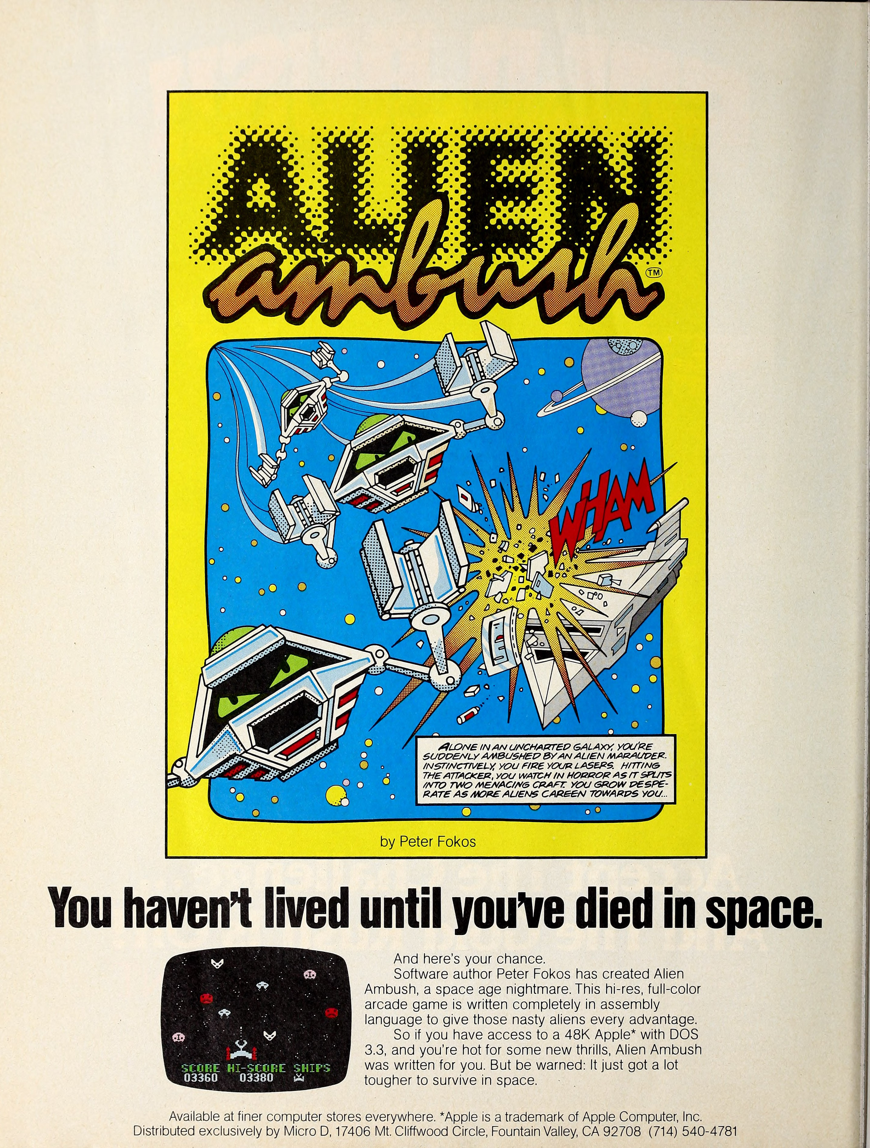 ALIEN
ambush™
WHAM
ALONE IN AN UNCHARTED GALAXY, YOU'RE
SUDDENLY AMBUSHED BY AN ALIEN MARAUDER.
INSTINCTIVELY, YOU FIRE YOUR LASERS, HITTING
THE ATTACKER, YOU WATCH IN HORROR AS IT SPLITS
INTO TWO MENACING CRAFT. YOU GROW DESPE-
RATE AS MORE ALIENS CAREEN TOWARDS YOU...
by Peter Fokos
You haven't lived until you've died in space.
SCORE HI-SCORE SHIPS
03360 03380
And here's your chance.
Software author Peter Fokos has created Alien
Ambush, a space age nightmare. This hi-res, full-color
arcade game is written completely in assembly
language to give those nasty aliens every advantage.
So if you have access to a 48K Apple* with DOS
3.3, and you're hot for some new thrills, Alien Ambush
was written for you. But be warned: It just got a lot
tougher to survive in space.
Available at finer computer stores everywhere. *Apple is a trademark of Apple Computer, Inc.
Distributed exclusively by Micro D, 17406 Mt. Cliffwood Circle, Fountain Valley, CA 92708 (714) 540-4781